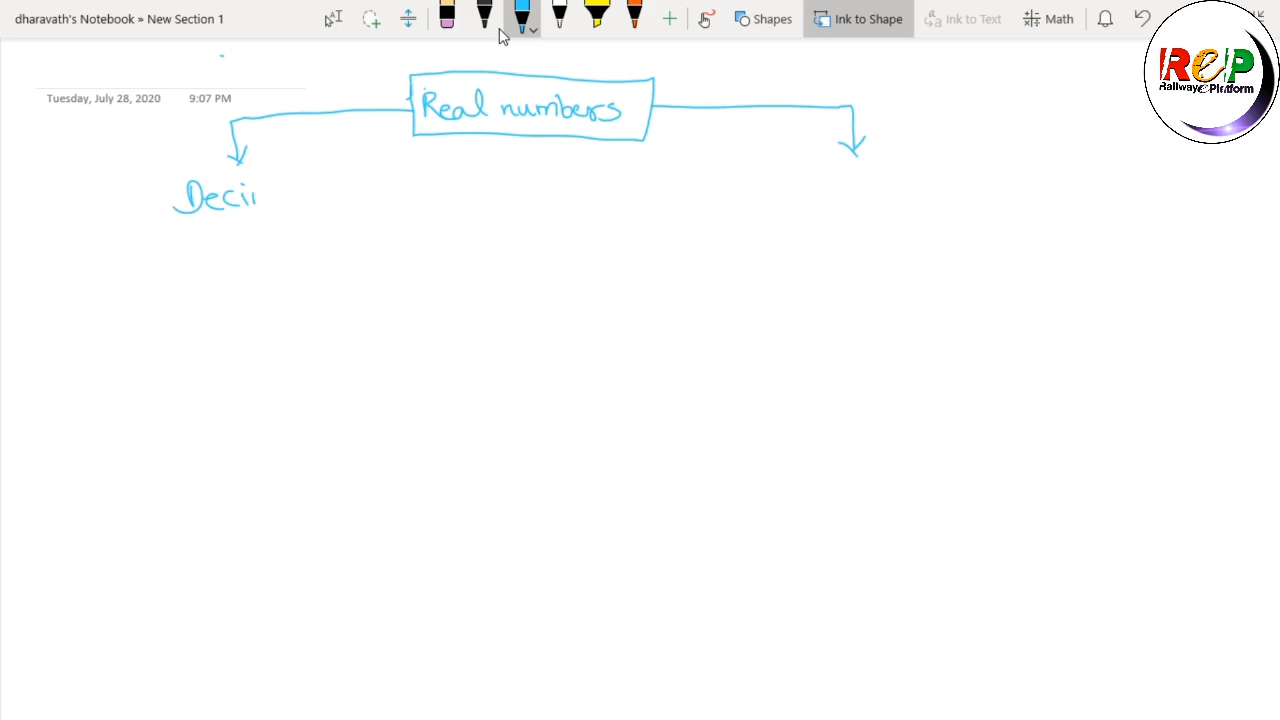 dharavath's Notebook » New Section 1
Ink to Shape
Shapes
Ink to Text
Math
ReP
Railway e Platform
Tuesday, July 28, 2020 9:07 PM
Real numbers
Deci